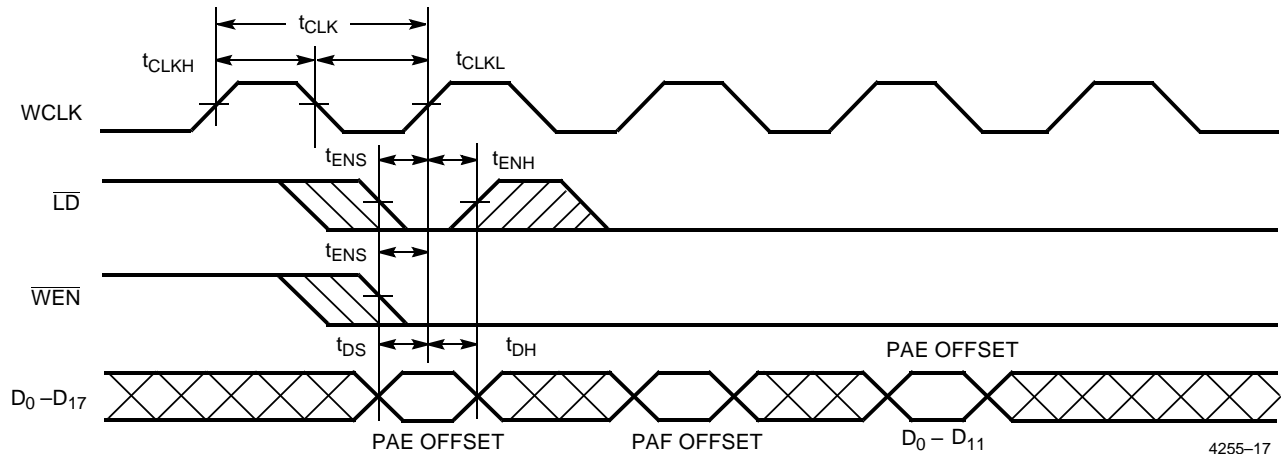 tCLK
tCLKH
tCLKL
WCLK
tENS
tENH
LD
tENS
WEN
tDS
tDH
PAE OFFSET
D0 –D17
PAE OFFSET
PAF OFFSET
D0 – D11
4255–17